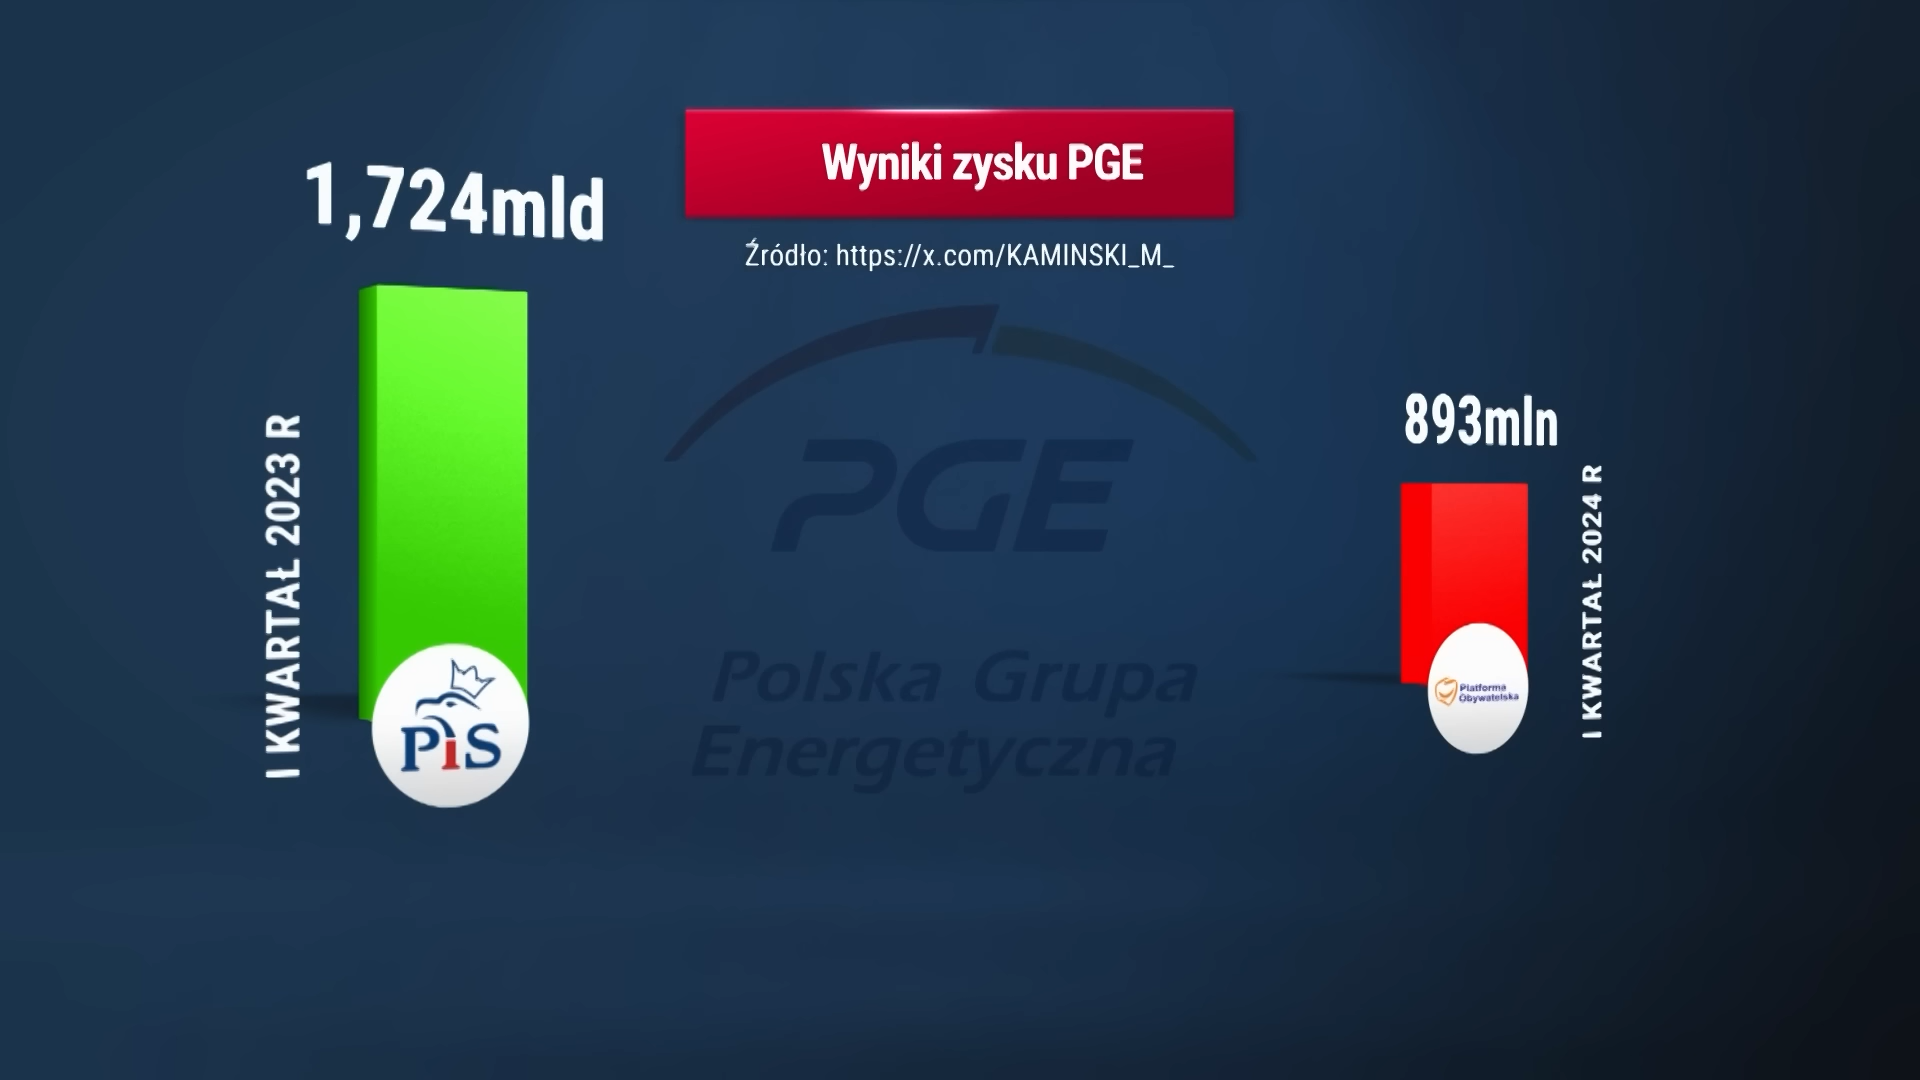 Wyniki zysku PGE
Źródło: https://x.com/KAMINSKI_M_
1,724mld
I KWARTAŁ 2023 R
PiS
893mln
I KWARTAŁ 2024 R
Platforma
Obywatelska
PGE
Polska Grupa
Energetyczna